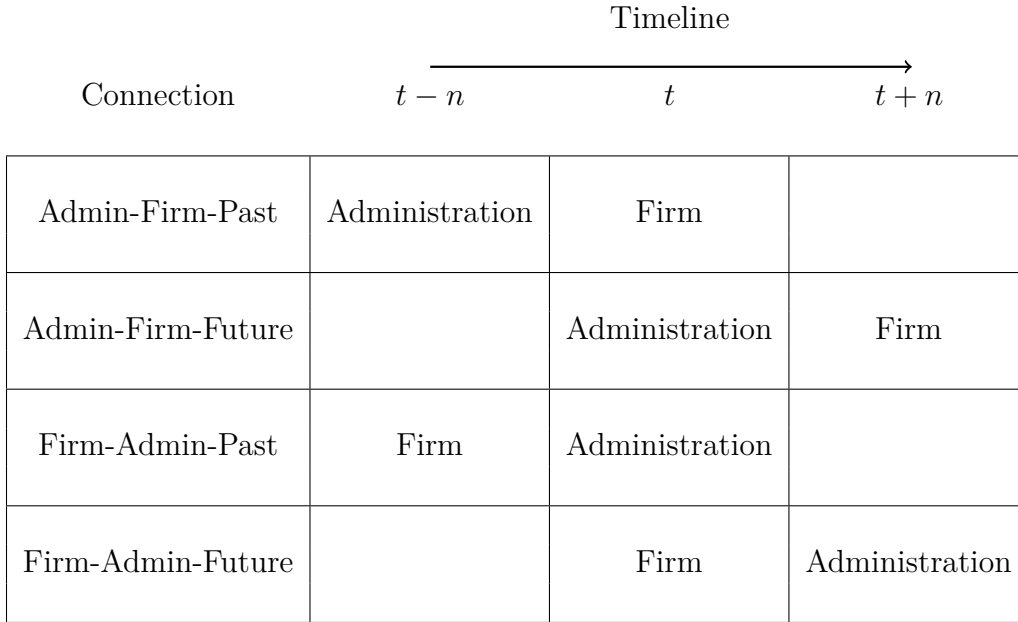 Timeline
Connection t − n t t + n
Admin-Firm-Past Administration Firm
Admin-Firm-Future Administration Firm
Firm-Admin-Past Firm Administration
Firm-Admin-Future Firm Administration